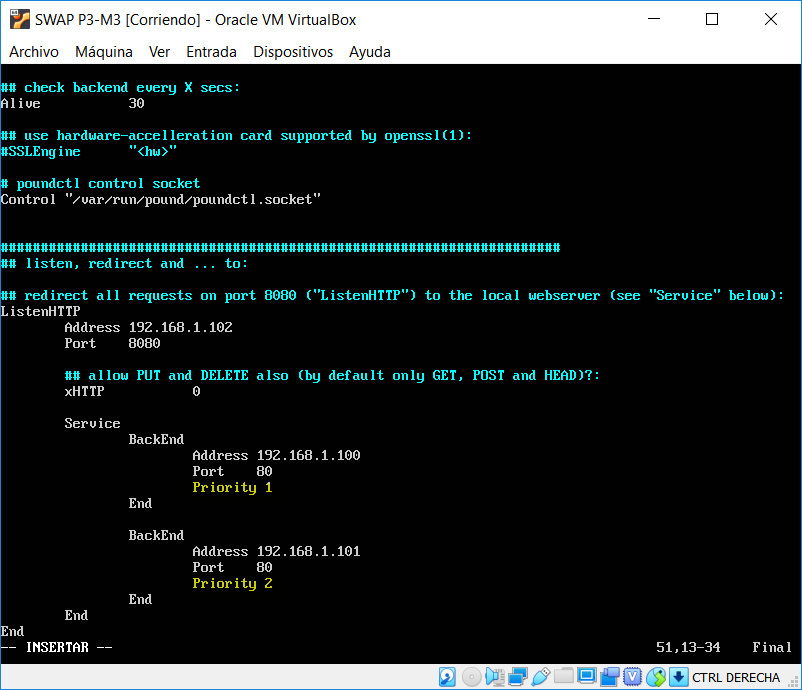 SWAP P3-M3 [Corriendo] - Oracle VM VirtualBox
Archivo Máquina Ver Entrada Dispositivos Ayuda
## check backend every X secs:
Alive 30
## use hardware-accelleration card supported by openssl(1):
#SSLEngine "<hw>"
# poundctl control socket
Control "/var/run/pound/poundctl.socket"
######################################################################
## listen, redirect and ... to:
## redirect all requests on port 8080 ("ListenHTTP") to the local webserver (see "Service" below):
ListenHTTP
Address 192.168.1.102
Port 8080
## allow PUT and DELETE also (by default only GET, POST and HEAD)?:
xHTTP 0
Service
BackEnd
Address 192.168.1.100
Port 80
Priority 1
End
BackEnd
Address 192.168.1.101
Port 80
Priority 2
End
End
End
-- INSERTAR -- 51,13-34 Final
CTRL DERECHA